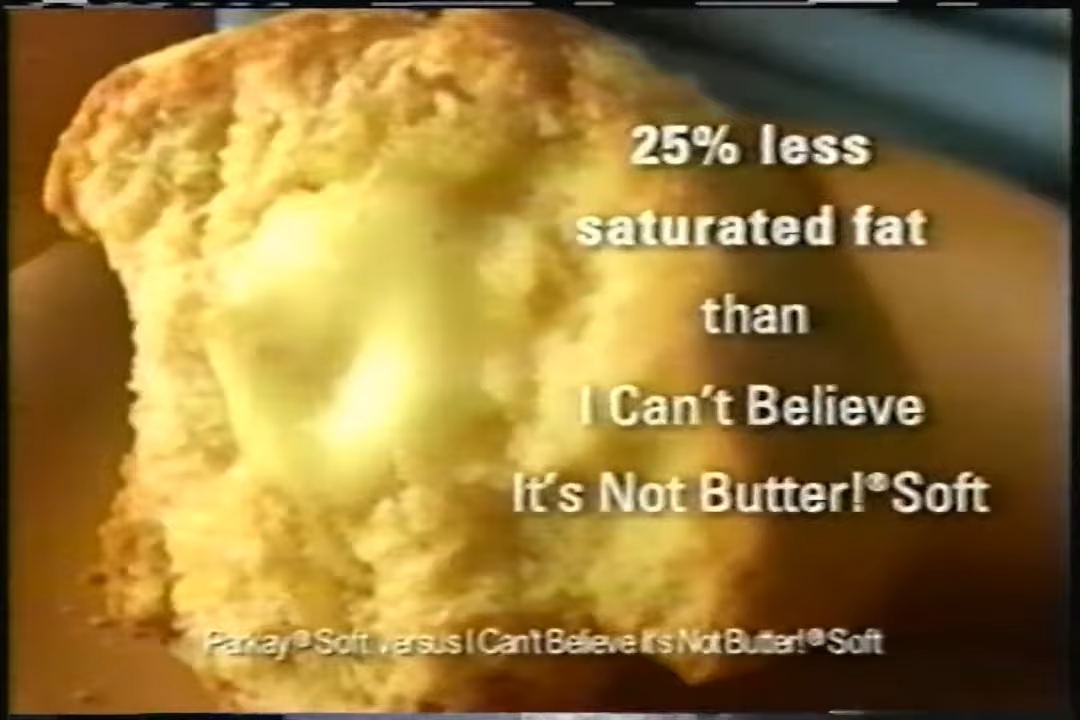 25% less
saturated fat
than
I Can't Believe
It's Not Butter!® Soft
Parkay® Soft versus I Can't Believe It's Not Butter!® Soft